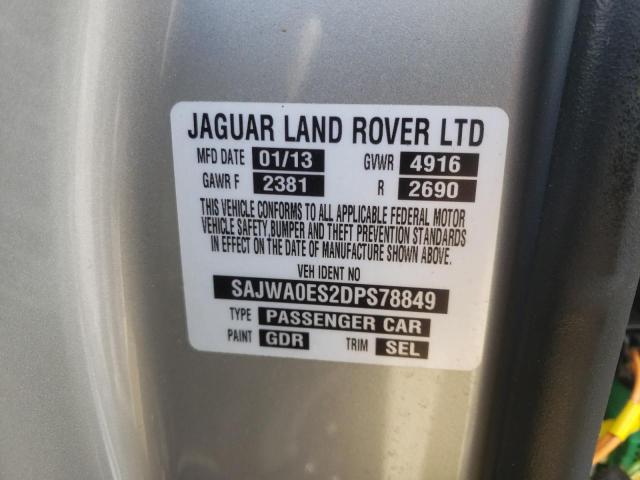 JAGUAR LAND ROVER LTD
MFD DATE 01/13 GVWR 4916
GAWR F 2381 R 2690
THIS VEHICLE CONFORMS TO ALL APPLICABLE FEDERAL MOTOR
VEHICLE SAFETY,BUMPER AND THEFT PREVENTION STANDARDS
IN EFFECT ON THE DATE OF MANUFACTURE SHOWN ABOVE.
VEH IDENT NO
SAJWA0ES2DPS78849
TYPE PASSENGER CAR
PAINT GDR TRIM SEL